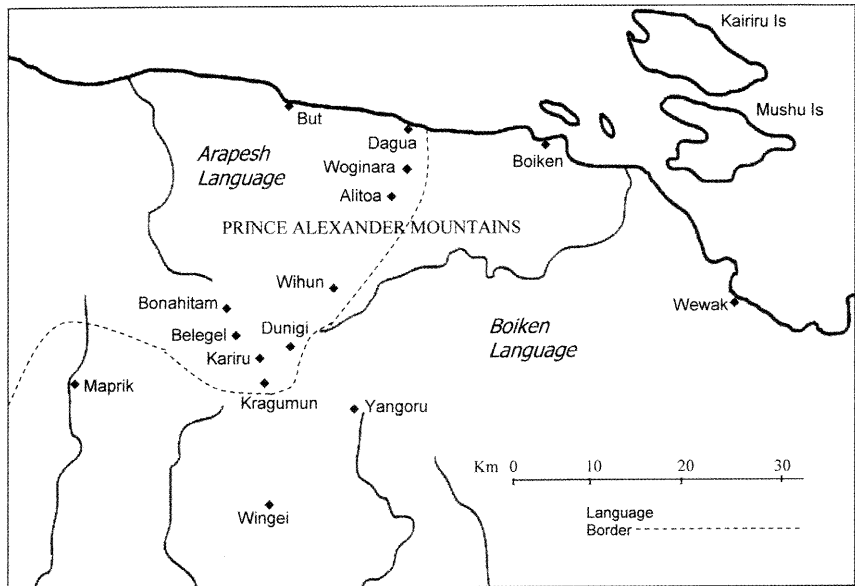 Kairiru Is
Mushu Is
But
Dagua
Boiken
Arapesh
Language
Woginara
Alitoa
PRINCE ALEXANDER MOUNTAINS
Wihun
Bonahitam
Wewak
Belegel
Dunigi
Boiken
Language
Kariru
Maprik
Kragumun
Yangoru
Km 0 10 20 30
Wingei
Language
Border